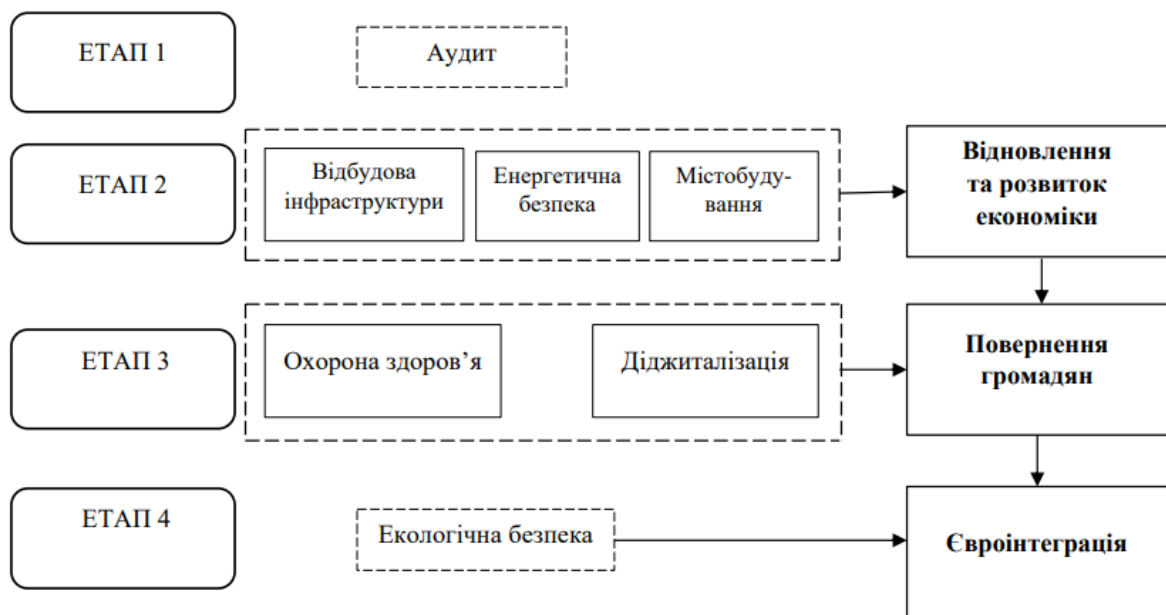 ЕТАП 1
Аудит
ЕТАП 2
Відбудова
інфраструктури
Енергетична
безпека
Містобуду-
вання
Відновлення
та розвиток
економіки
ЕТАП 3
Охорона здоров’я
Діджиталізація
Повернення
громадян
ЕТАП 4
Екологічна безпека
Євроінтеграція